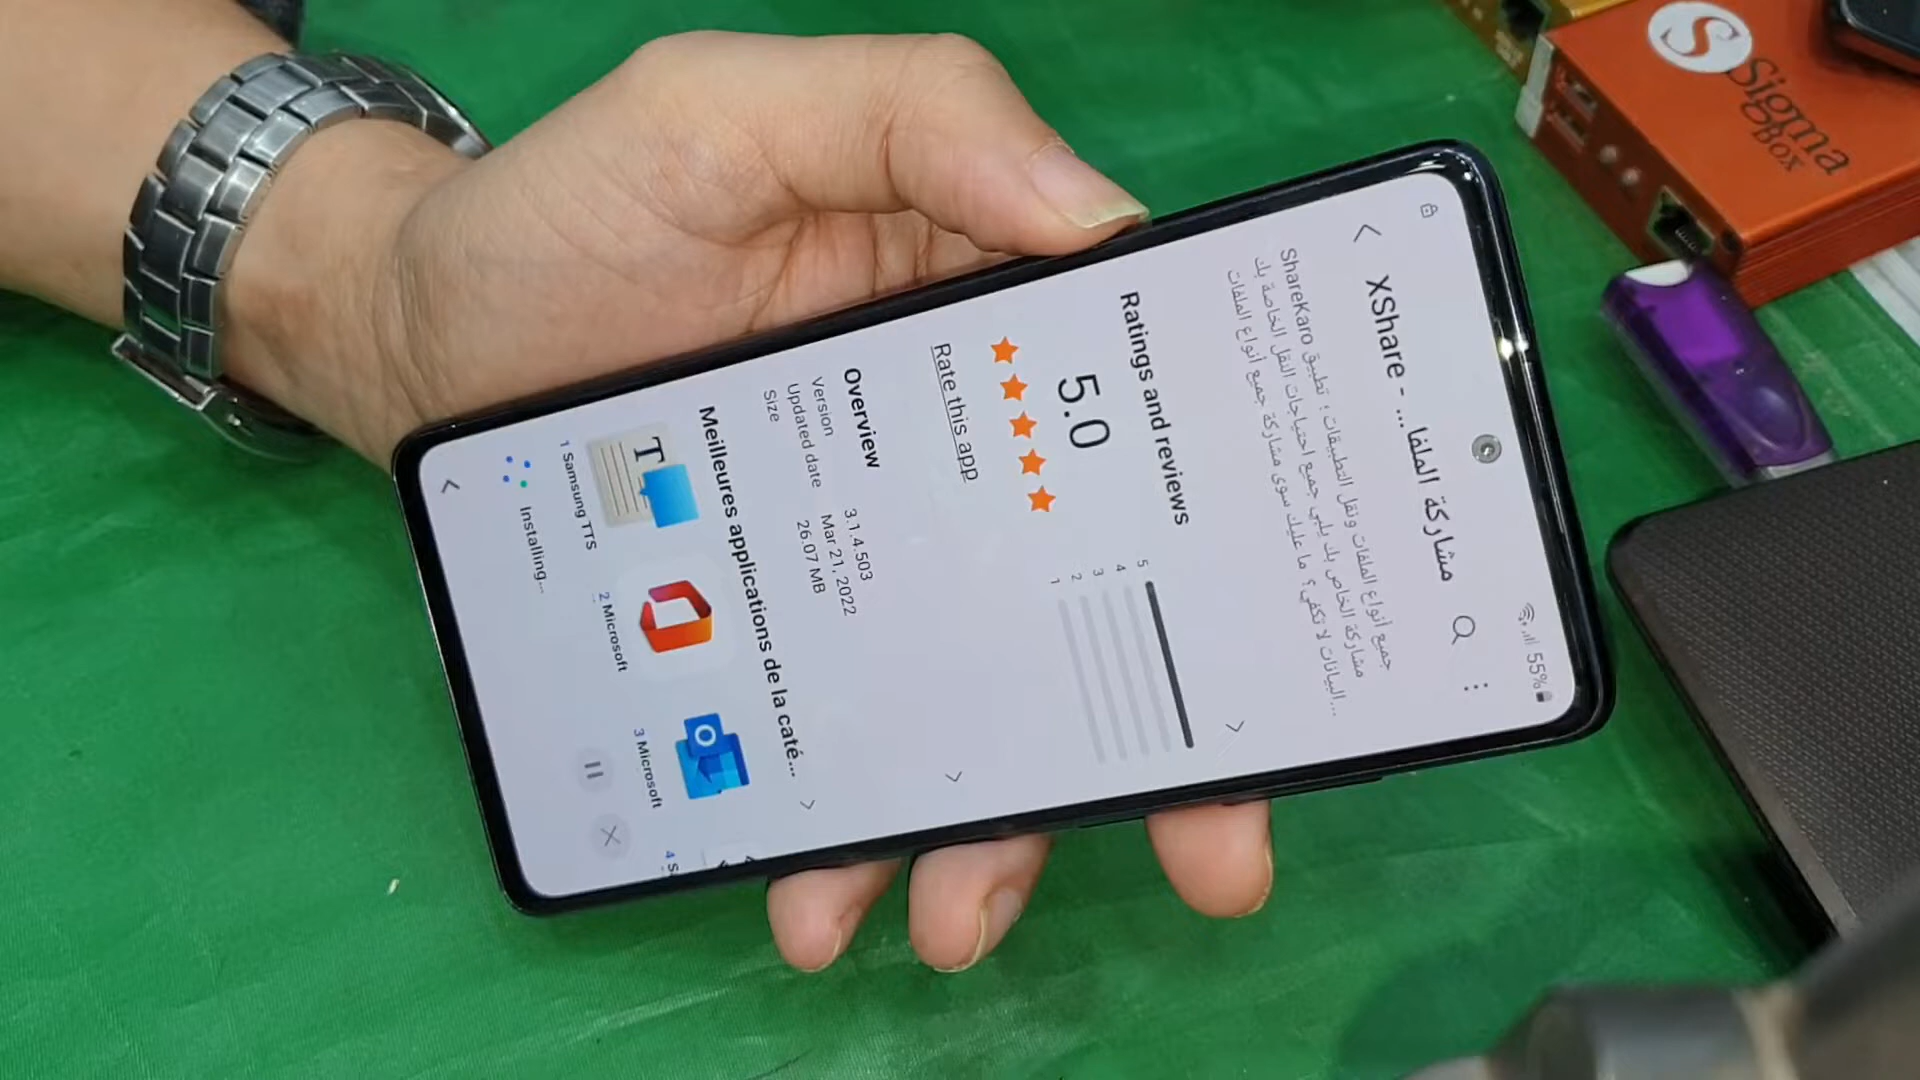 55%
XShare - مشاركة الملفا...
ShareKaro جميع أنواع الملفات ونقل التطبيقات : تطبيق
مشاركة الخاص بك يلبي جميع احتياجات النقل الخاصة بك
...البيانات لا تكفي؟ ما عليك سوى مشاركة جميع أنواع الملفات
Ratings and reviews
5.0
5
4
3
2
1
Rate this app
Overview
Version 3.1.4.503
Updated date Mar 21, 2022
Size 26.07 MB
Meilleures applications de la caté...
T
1 Samsung TTS
2 Microsoft
3 Microsoft
4 S
Installing...
S
Sigma
Box